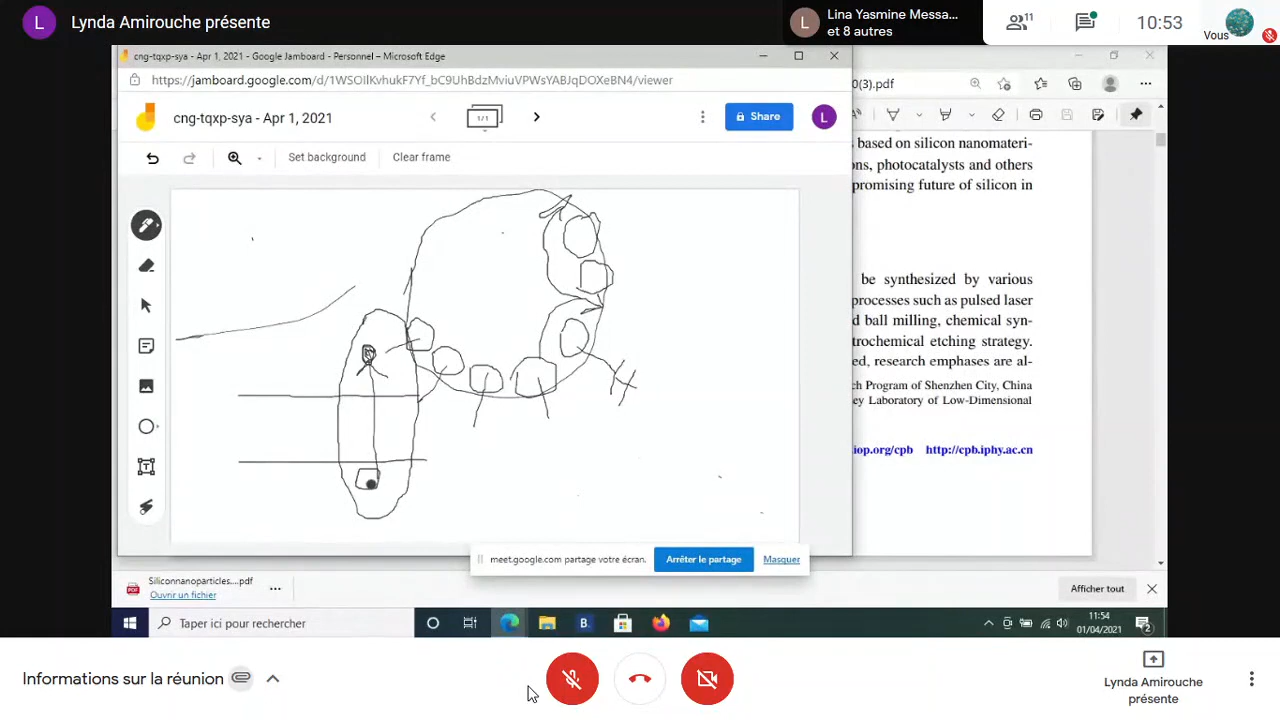 L Lynda Amirouche présente
L Lina Yasmine Messa...
et 8 autres
11
10:53
Vous
cng-tqxp-sya - Apr 1, 2021 - Google Jamboard - Personnel – Microsoft Edge
https://jamboard.google.com/d/1WSOIlKvhukF7Yf_bC9UhBdzMviuVPWsYABJqDOXeBN4/viewer
0(3).pdf
cng-tqxp-sya - Apr 1, 2021
1/1
Share
L
Set background
Clear frame
based on silicon nanomateri-
ons, photocatalysts and others
promising future of silicon in
be synthesized by various
processes such as pulsed laser
d ball milling, chemical syn-
trochemical etching strategy.
ed, research emphases are al-
ch Program of Shenzhen City, China
ey Laboratory of Low-Dimensional
iop.org/cpb http://cpb.iphy.ac.cn
meet.google.com partage votre écran.
Arrêter le partage
Masquer
Siliconnanoparticles....pdf
Ouvrir un fichier
Afficher tout
Taper ici pour rechercher
11:54
01/04/2021
2
Informations sur la réunion
Lynda Amirouche
présente